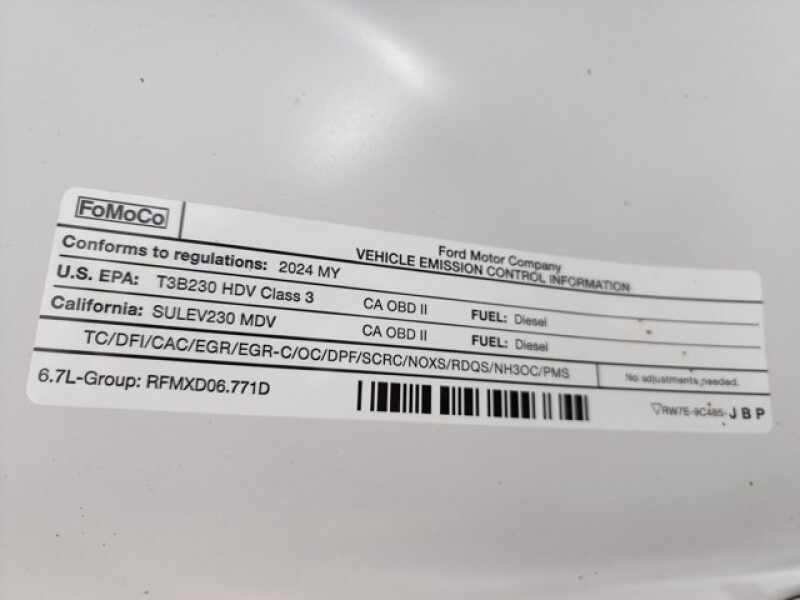 FoMoCo
Ford Motor Company
VEHICLE EMISSION CONTROL INFORMATION
Conforms to regulations: 2024 MY
U.S. EPA: T3B230 HDV Class 3 CA OBD II FUEL: Diesel
California: SULEV230 MDV CA OBD II FUEL: Diesel
TC/DFI/CAC/EGR/EGR-C/OC/DPF/SCRC/NOXS/RDQS/NH3OC/PMS No adjustments needed.
6.7L-Group: RFMXD06.771D RW7E-9C485-JBP